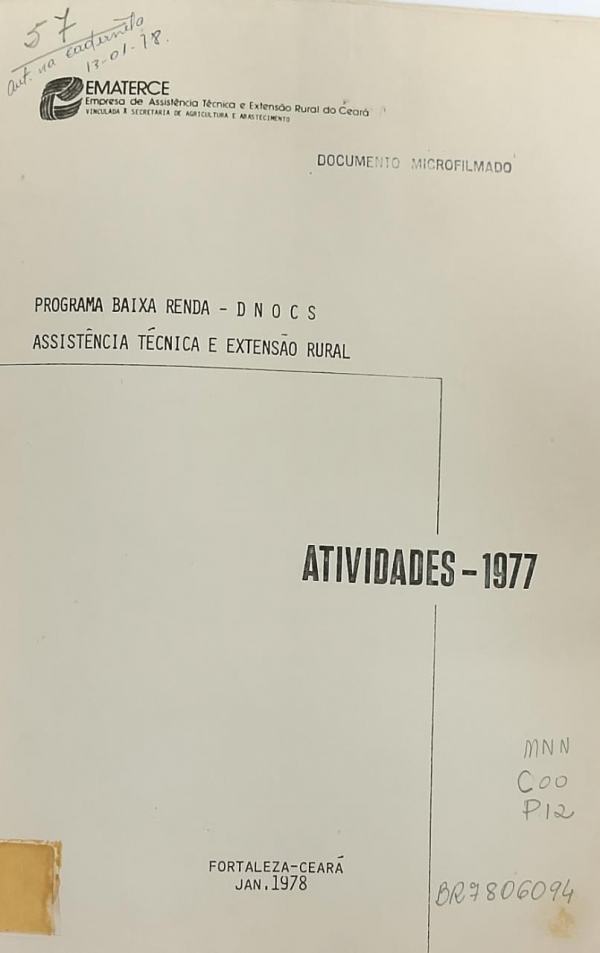 57
aut. na caderneta
13-01-78.
EMATERCE
Empresa de Assistência Técnica e Extensão Rural do Ceará
VINCULADA À SECRETARIA DE AGRICULTURA E ABASTECIMENTO
DOCUMENTO MICROFILMADO
PROGRAMA BAIXA RENDA - D N O C S
ASSISTÊNCIA TÉCNICA E EXTENSÃO RURAL
ATIVIDADES - 1977
MNN
C00
P12
FORTALEZA-CEARÁ
JAN.1978
BR7806094